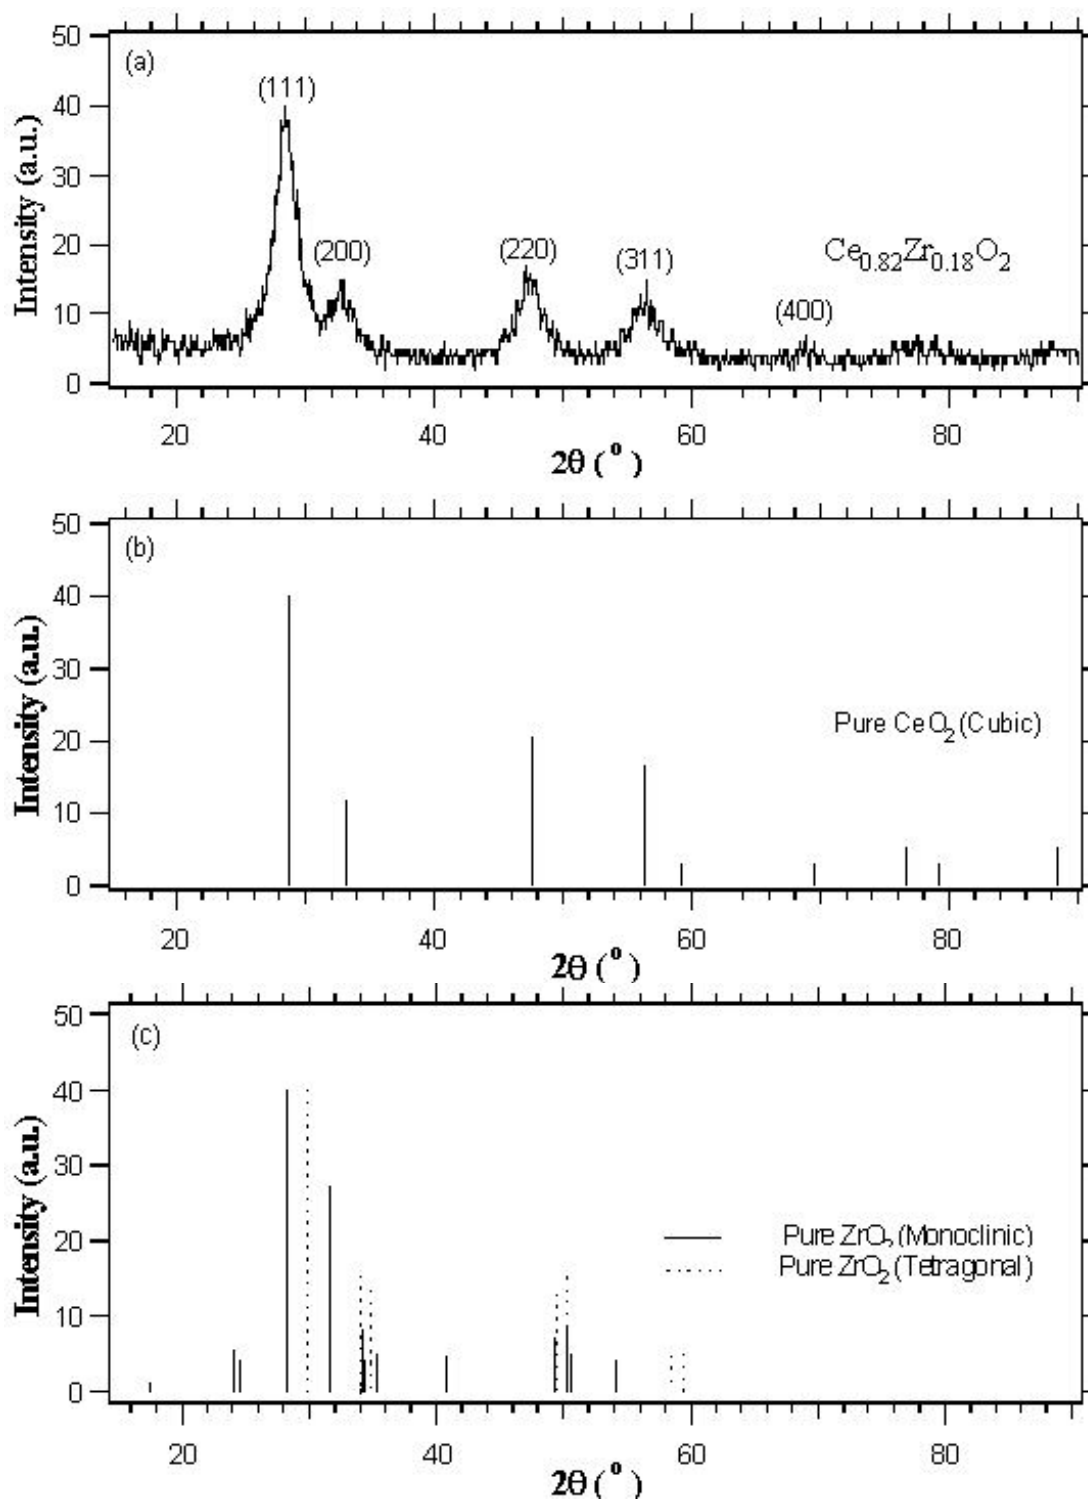 (a)
(111)
(200)
(220)
(311)
(400)
Ce0.82Zr0.18O2
Intensity (a.u.)
50
40
30
20
10
0
20
40
60
80
2θ (°)
(b)
Pure CeO2 (Cubic)
Intensity (a.u.)
50
40
30
20
10
0
20
40
60
80
2θ (°)
(c)
Pure ZrO2 (Monoclinic)
Pure ZrO2 (Tetragonal)
Intensity (a.u.)
50
40
30
20
10
0
20
40
60
80
2θ (°)